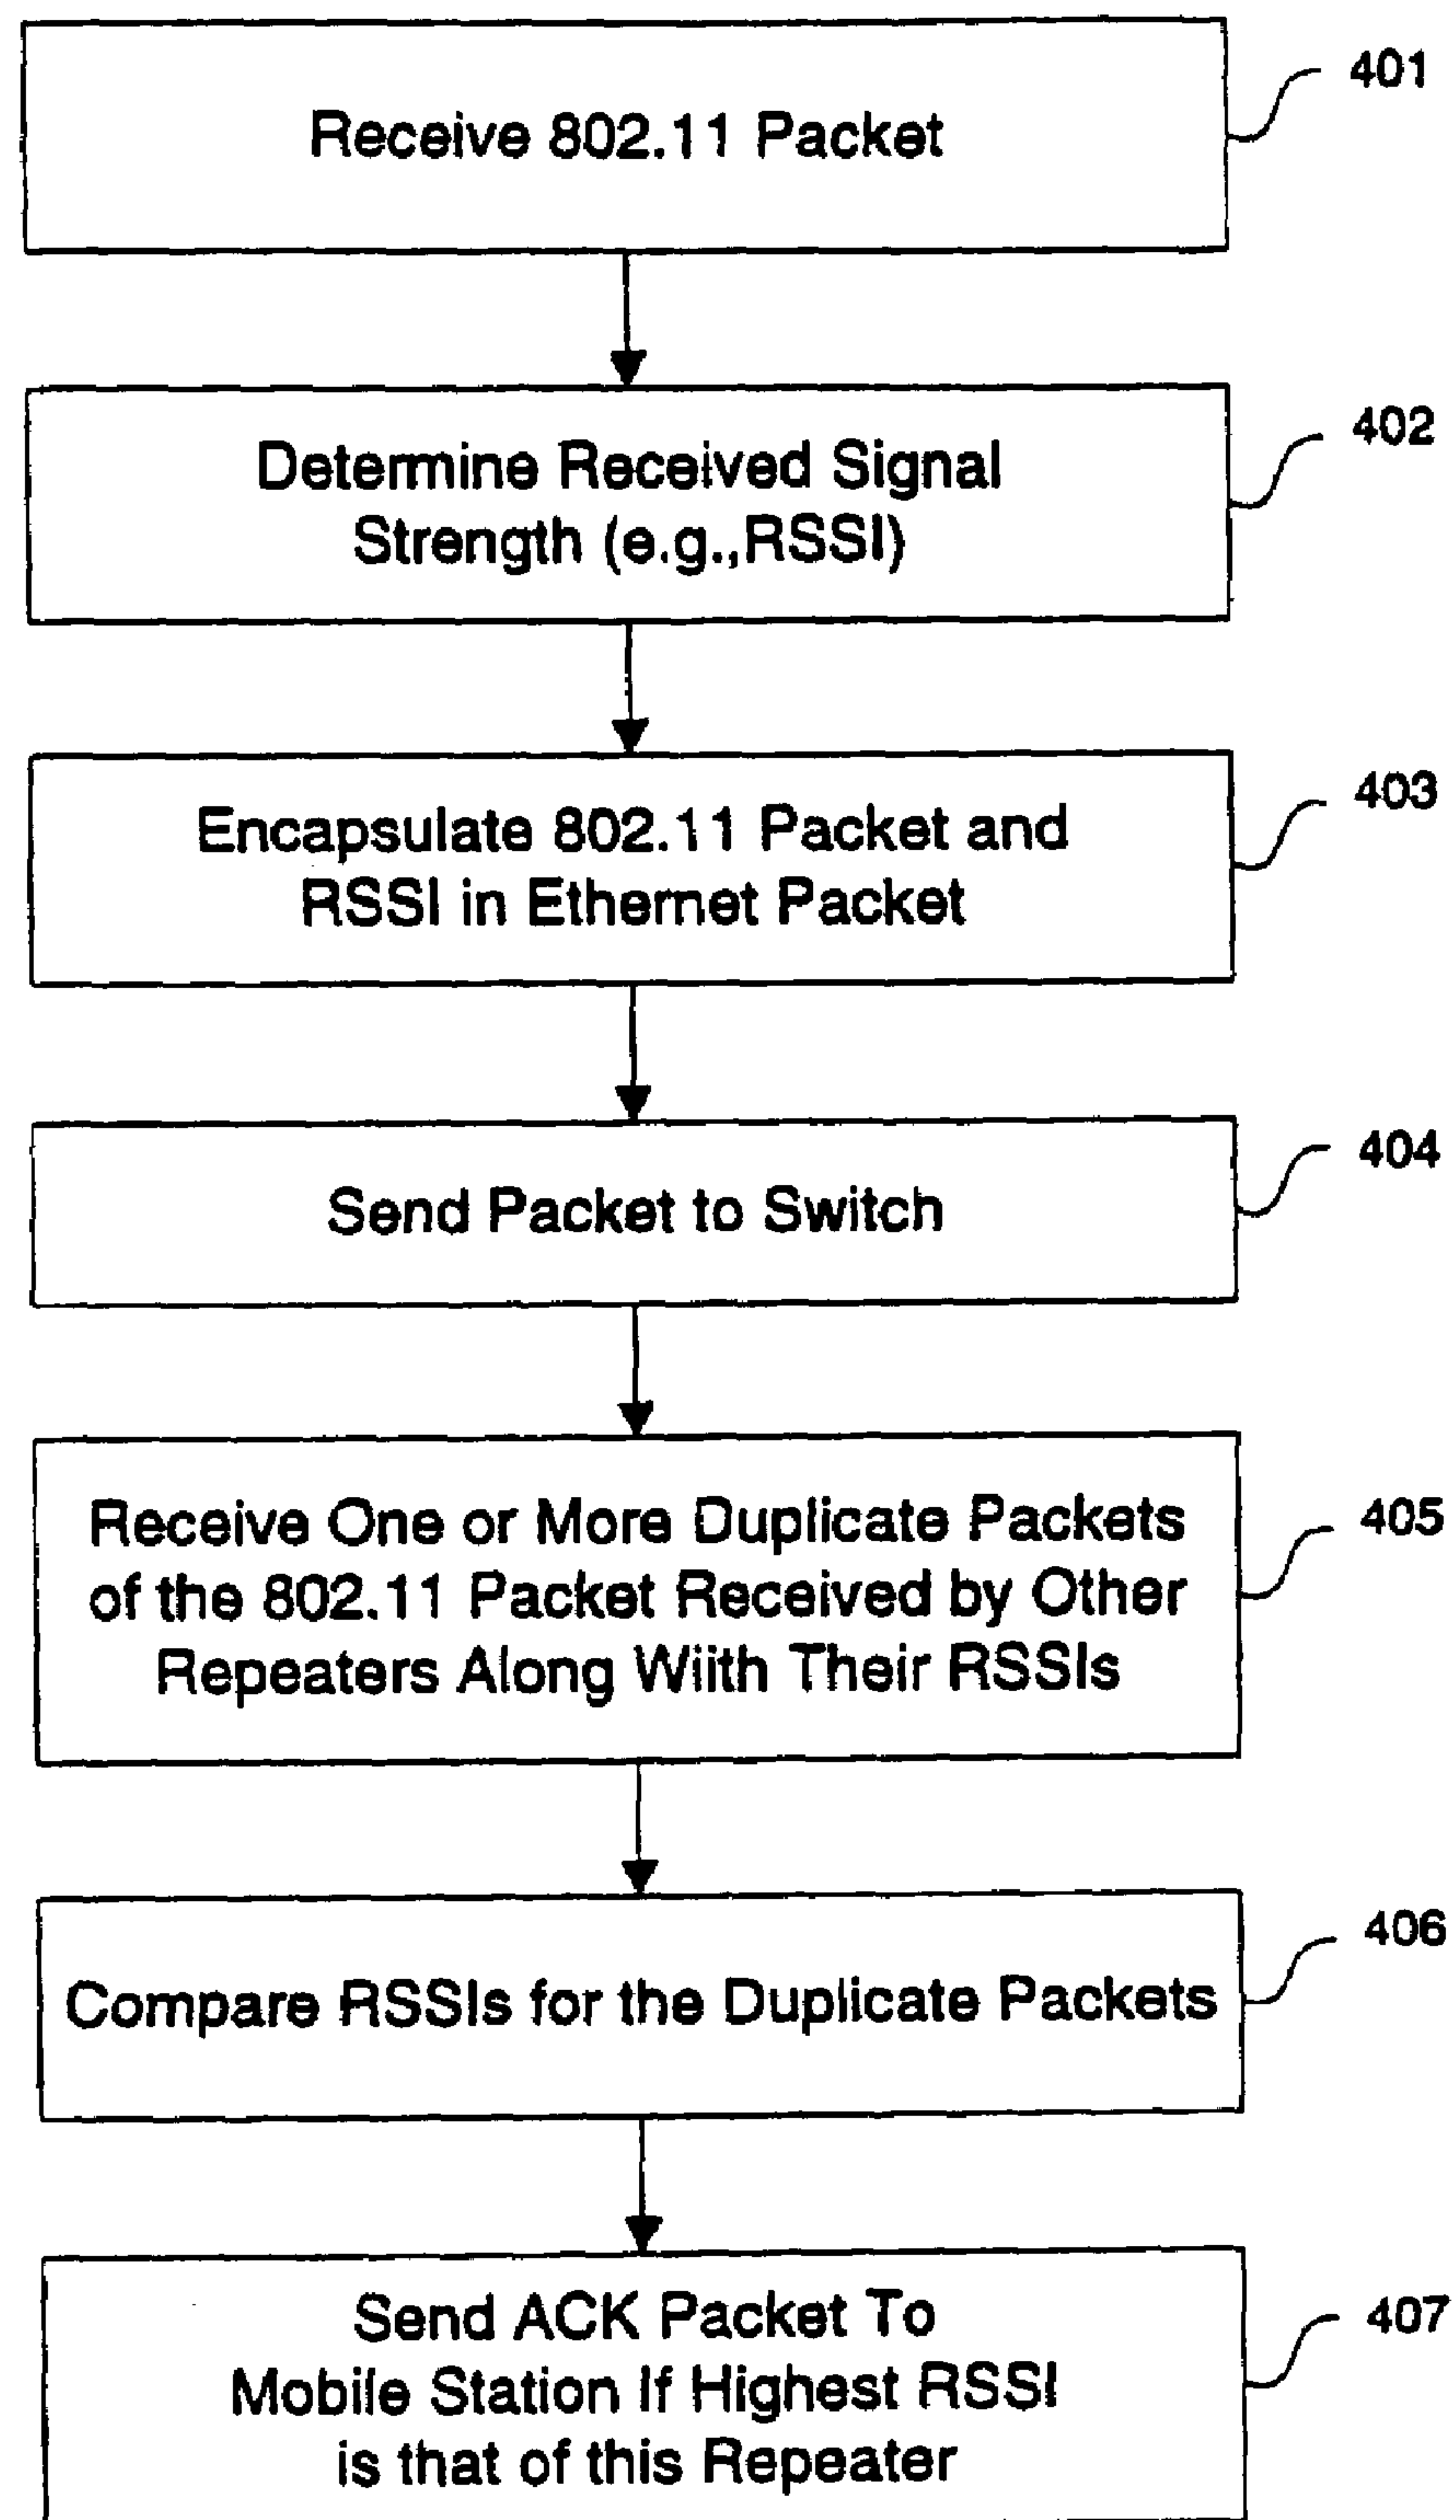 Receive 802.11 Packet
401
Determine Received Signal
Strength (e.g.,RSSI)
402
Encapsulate 802.11 Packet and
RSSI in Ethernet Packet
403
Send Packet to Switch
404
Receive One or More Duplicate Packets
of the 802.11 Packet Received by Other
Repeaters Along Wiith Their RSSIs
405
Compare RSSIs for the Duplicate Packets
406
Send ACK Packet To
Mobile Station If Highest RSSI
is that of this Repeater
407